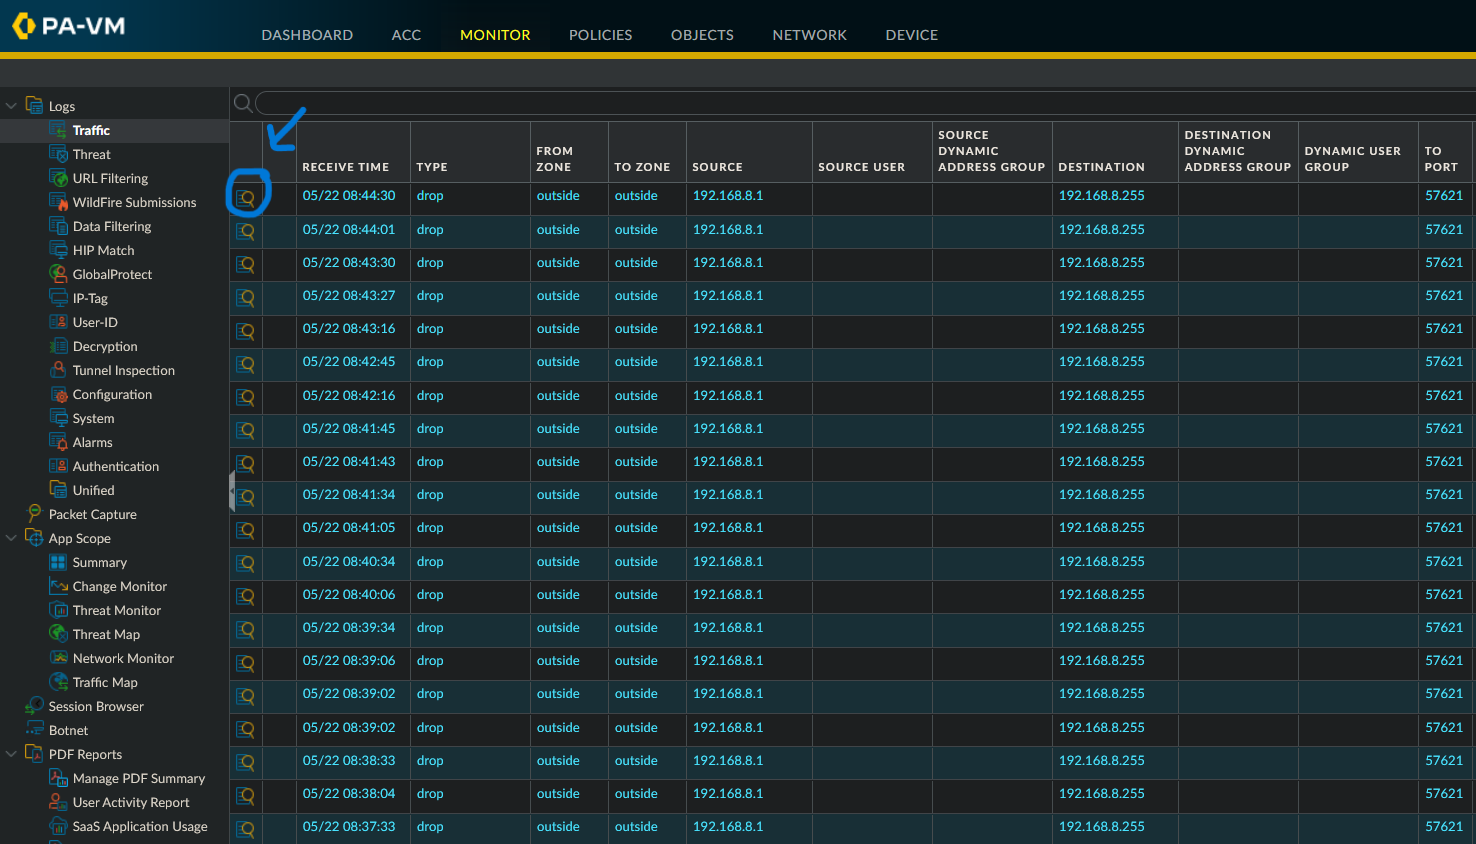 PA-VM
DASHBOARD ACC MONITOR POLICIES OBJECTS NETWORK DEVICE
Logs
Traffic
Threat
URL Filtering
WildFire Submissions
Data Filtering
HIP Match
GlobalProtect
IP-Tag
User-ID
Decryption
Tunnel Inspection
Configuration
System
Alarms
Authentication
Unified
Packet Capture
App Scope
Summary
Change Monitor
Threat Monitor
Threat Map
Network Monitor
Traffic Map
Session Browser
Botnet
PDF Reports
Manage PDF Summary
User Activity Report
SaaS Application Usage
RECEIVE TIME TYPE FROM ZONE TO ZONE SOURCE SOURCE USER SOURCE DYNAMIC ADDRESS GROUP DESTINATION DESTINATION DYNAMIC ADDRESS GROUP DYNAMIC USER GROUP TO PORT
05/22 08:44:30 drop outside outside 192.168.8.1 192.168.8.255 57621
05/22 08:44:01 drop outside outside 192.168.8.1 192.168.8.255 57621
05/22 08:43:30 drop outside outside 192.168.8.1 192.168.8.255 57621
05/22 08:43:27 drop outside outside 192.168.8.1 192.168.8.255 57621
05/22 08:43:16 drop outside outside 192.168.8.1 192.168.8.255 57621
05/22 08:42:45 drop outside outside 192.168.8.1 192.168.8.255 57621
05/22 08:42:16 drop outside outside 192.168.8.1 192.168.8.255 57621
05/22 08:41:45 drop outside outside 192.168.8.1 192.168.8.255 57621
05/22 08:41:43 drop outside outside 192.168.8.1 192.168.8.255 57621
05/22 08:41:34 drop outside outside 192.168.8.1 192.168.8.255 57621
05/22 08:41:05 drop outside outside 192.168.8.1 192.168.8.255 57621
05/22 08:40:34 drop outside outside 192.168.8.1 192.168.8.255 57621
05/22 08:40:06 drop outside outside 192.168.8.1 192.168.8.255 57621
05/22 08:39:34 drop outside outside 192.168.8.1 192.168.8.255 57621
05/22 08:39:06 drop outside outside 192.168.8.1 192.168.8.255 57621
05/22 08:39:02 drop outside outside 192.168.8.1 192.168.8.255 57621
05/22 08:39:02 drop outside outside 192.168.8.1 192.168.8.255 57621
05/22 08:38:33 drop outside outside 192.168.8.1 192.168.8.255 57621
05/22 08:38:04 drop outside outside 192.168.8.1 192.168.8.255 57621
05/22 08:37:33 drop outside outside 192.168.8.1 192.168.8.255 57621